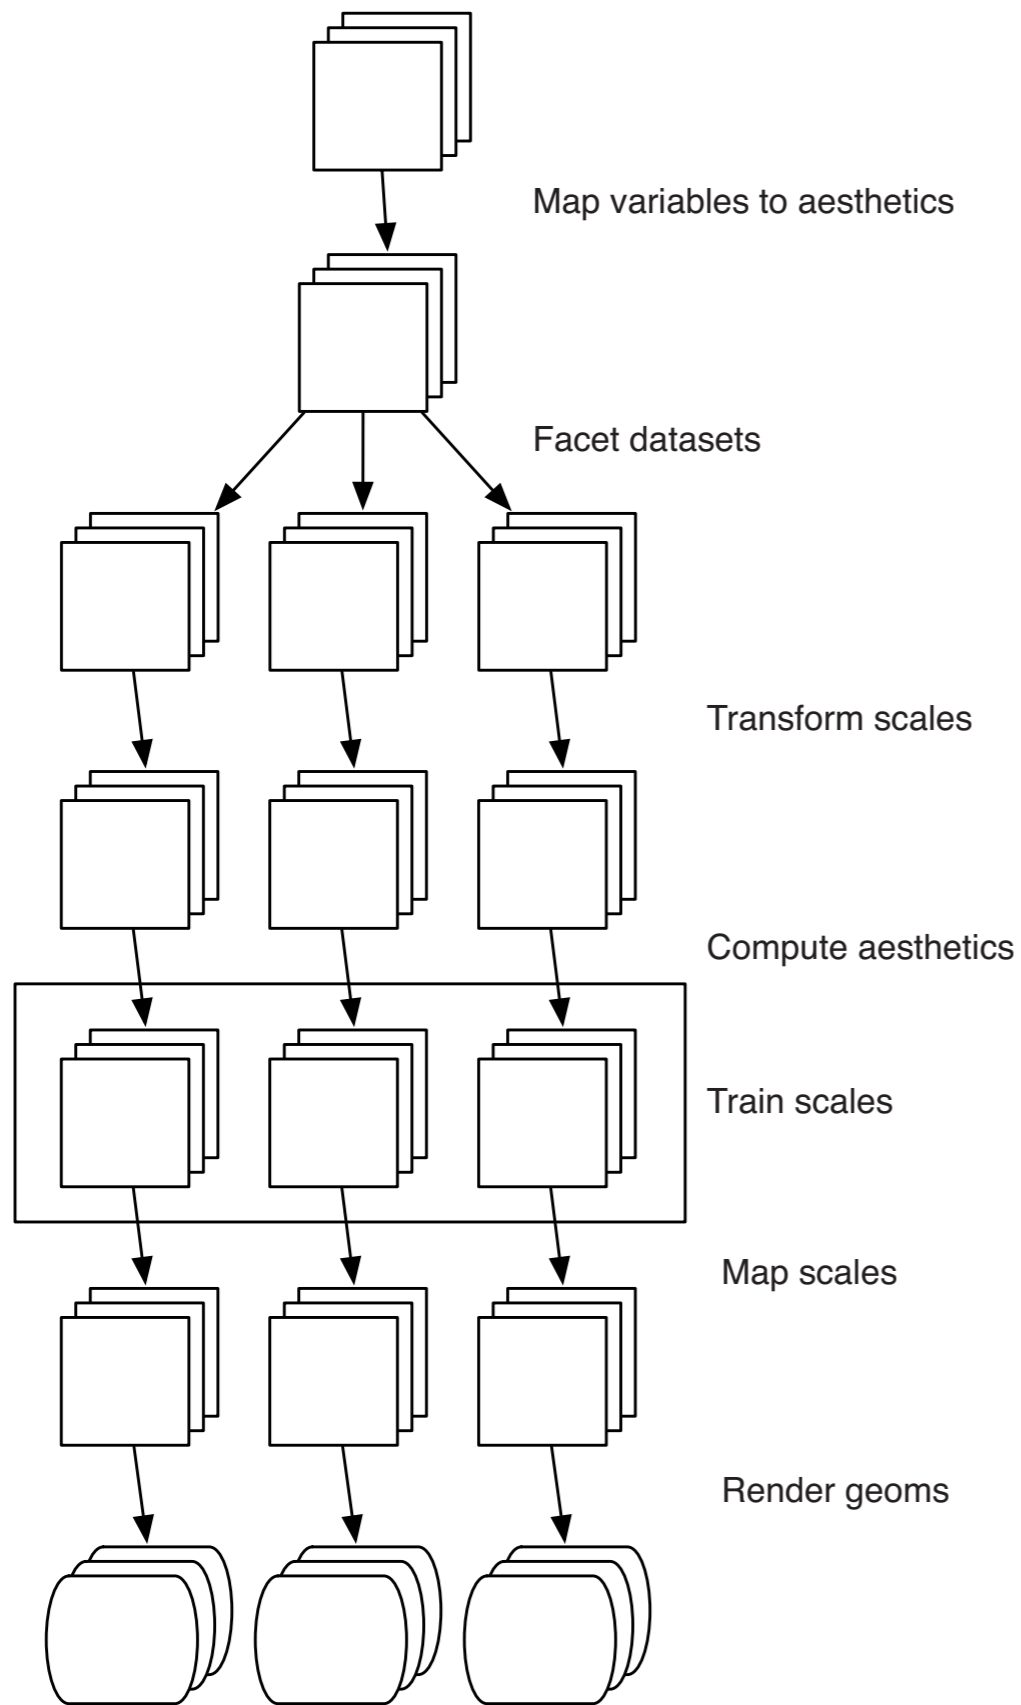 Map variables to aesthetics
Facet datasets
Transform scales
Compute aesthetics
Train scales
Map scales
Render geoms